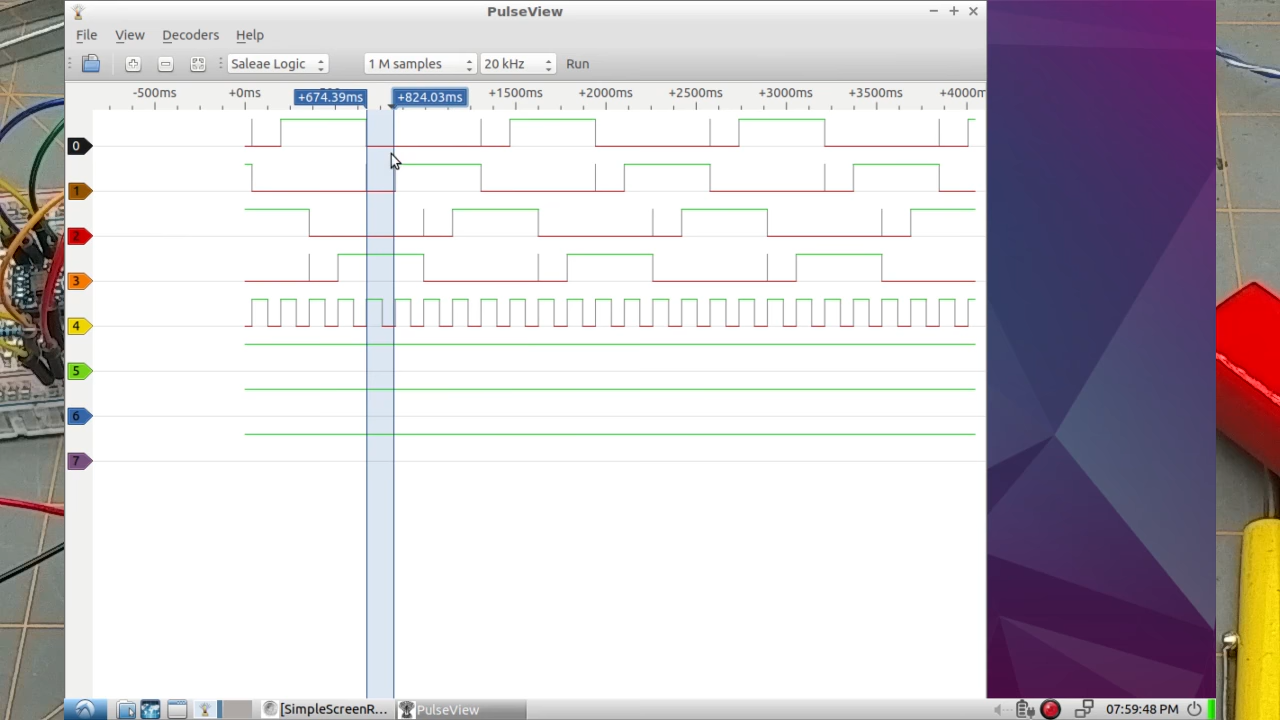 PulseView
File View Decoders Help
Saleae Logic 1 M samples 20 kHz Run
-500ms +0ms +674.39ms +824.03ms +1500ms +2000ms +2500ms +3000ms +3500ms +4000m
0
1
2
3
4
5
6
7
[SimpleScreenR... PulseView 07:59:48 PM